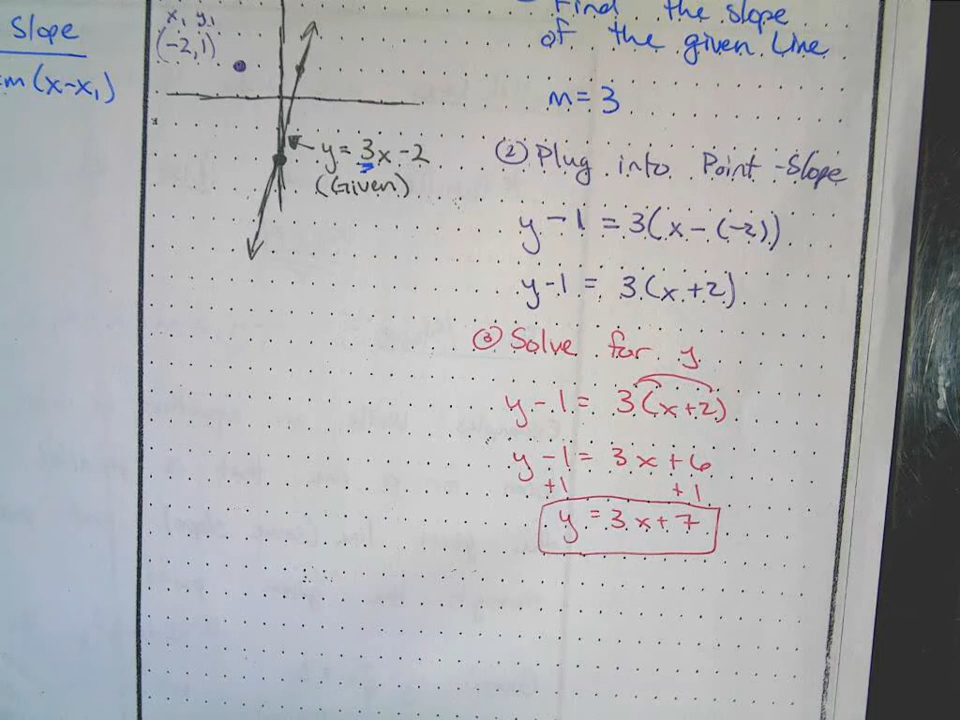 Slope
m(x-x₁)
x₁ y₁
(-2,1)
y = 3x - 2
(Given)
Find the slope
of the given Line
m = 3
② Plug into Point-Slope
y - 1 = 3(x - (-2))
y - 1 = 3(x + 2)
③ Solve for y
y - 1 = 3(x+2)
y - 1 = 3x + 6
+1 +1
y = 3x + 7